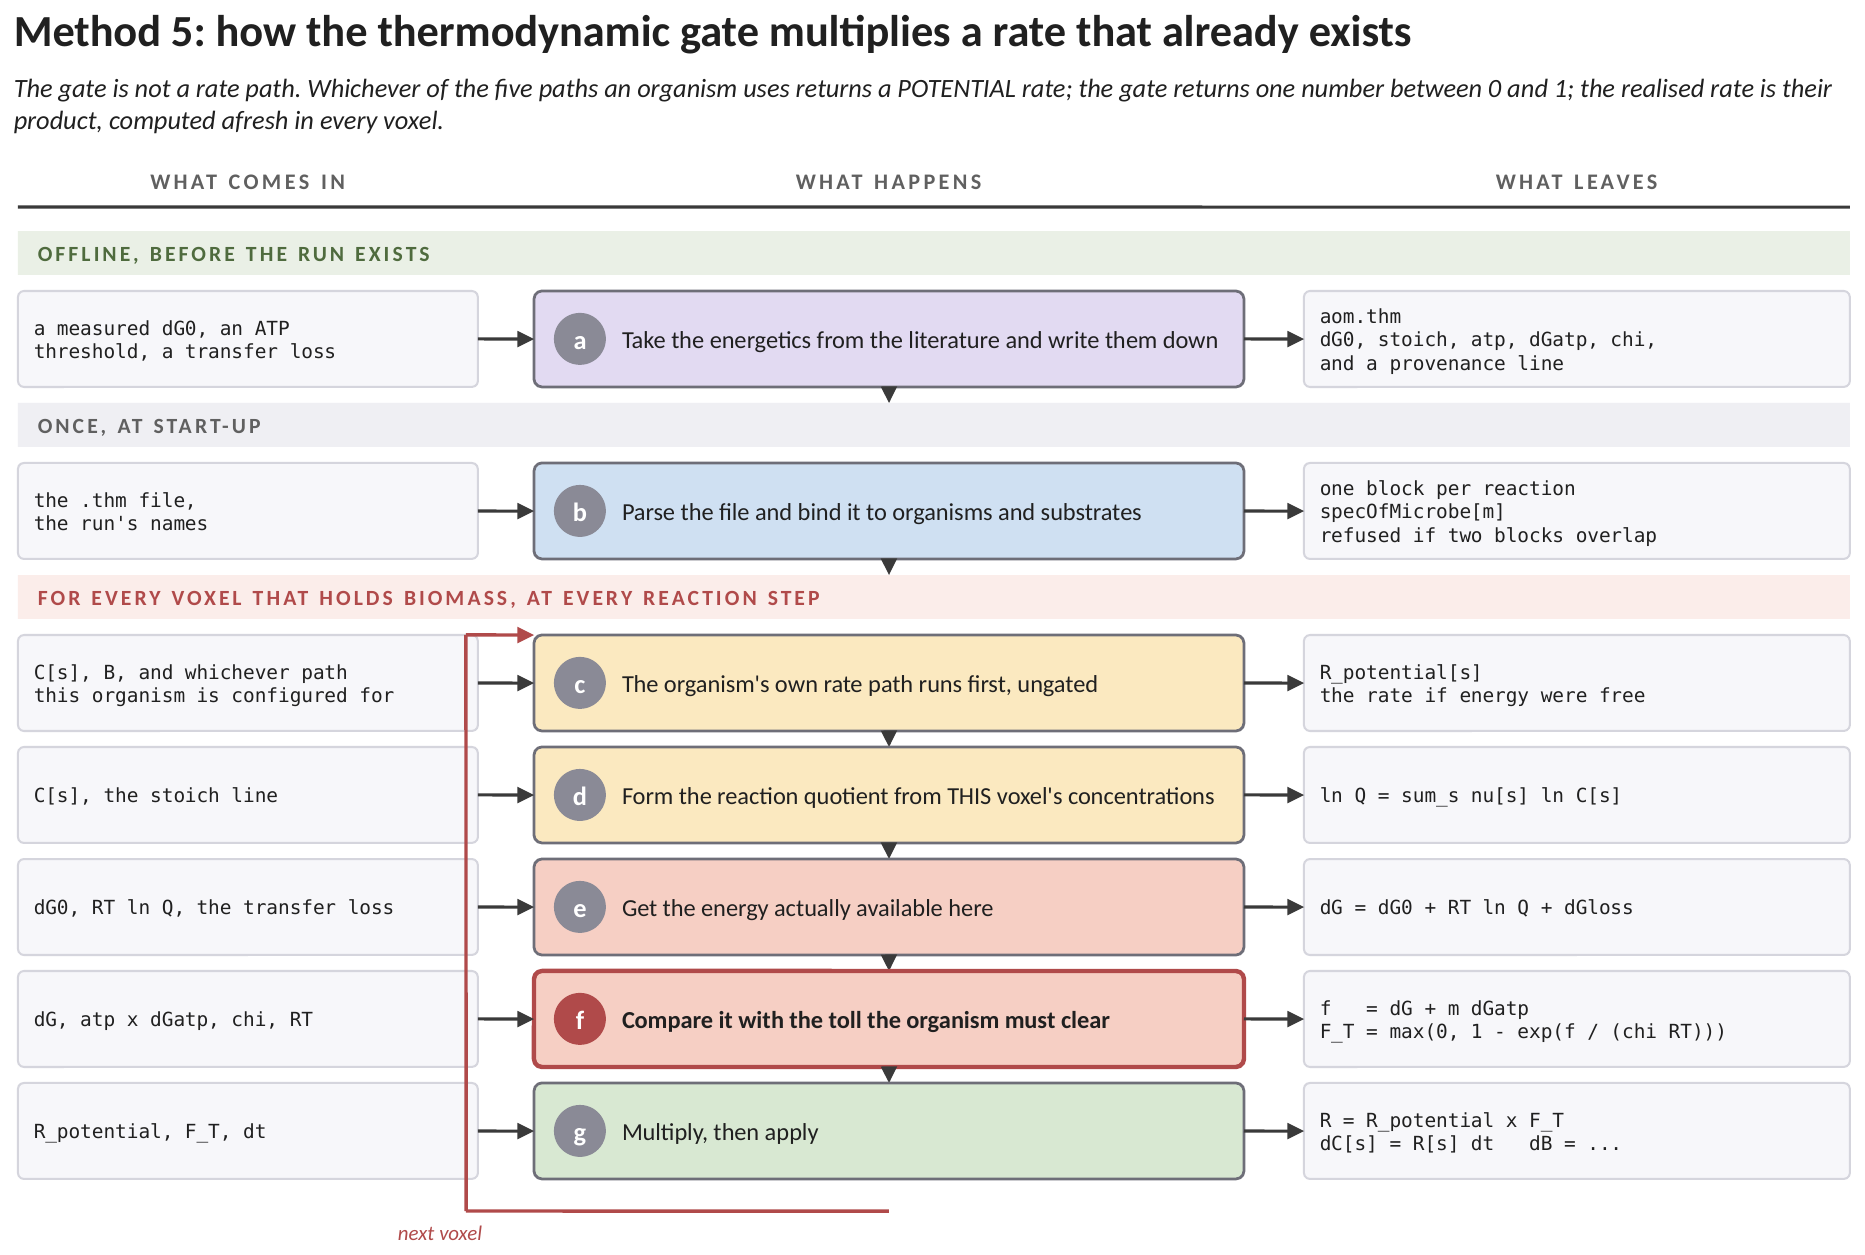 Method 5: how the thermodynamic gate multiplies a rate that already exists
The gate is not a rate path. Whichever of the five paths an organism uses returns a POTENTIAL rate; the gate returns one number between 0 and 1; the realised rate is their
product, computed afresh in every voxel.
WHAT COMES IN
WHAT HAPPENS
WHAT LEAVES
OFFLINE, BEFORE THE RUN EXISTS
a measured dG0, an ATP
threshold, a transfer loss
a
Take the energetics from the literature and write them down
aom.thm
dG0, stoich, atp, dGatp, chi,
and a provenance line
ONCE, AT START-UP
the .thm file,
the run's names
b
Parse the file and bind it to organisms and substrates
one block per reaction
specOfMicrobe[m]
refused if two blocks overlap
FOR EVERY VOXEL THAT HOLDS BIOMASS, AT EVERY REACTION STEP
C[s], B, and whichever path
this organism is configured for
c
The organism's own rate path runs first, ungated
R_potential[s]
the rate if energy were free
C[s], the stoich line
d
Form the reaction quotient from THIS voxel's concentrations
ln Q = sum_s nu[s] ln C[s]
dG0, RT ln Q, the transfer loss
e
Get the energy actually available here
dG = dG0 + RT ln Q + dGloss
dG, atp x dGatp, chi, RT
f
Compare it with the toll the organism must clear
f   = dG + m dGatp
F_T = max(0, 1 - exp(f / (chi RT)))
R_potential, F_T, dt
g
Multiply, then apply
R = R_potential x F_T
dC[s] = R[s] dt   dB = ...
next voxel